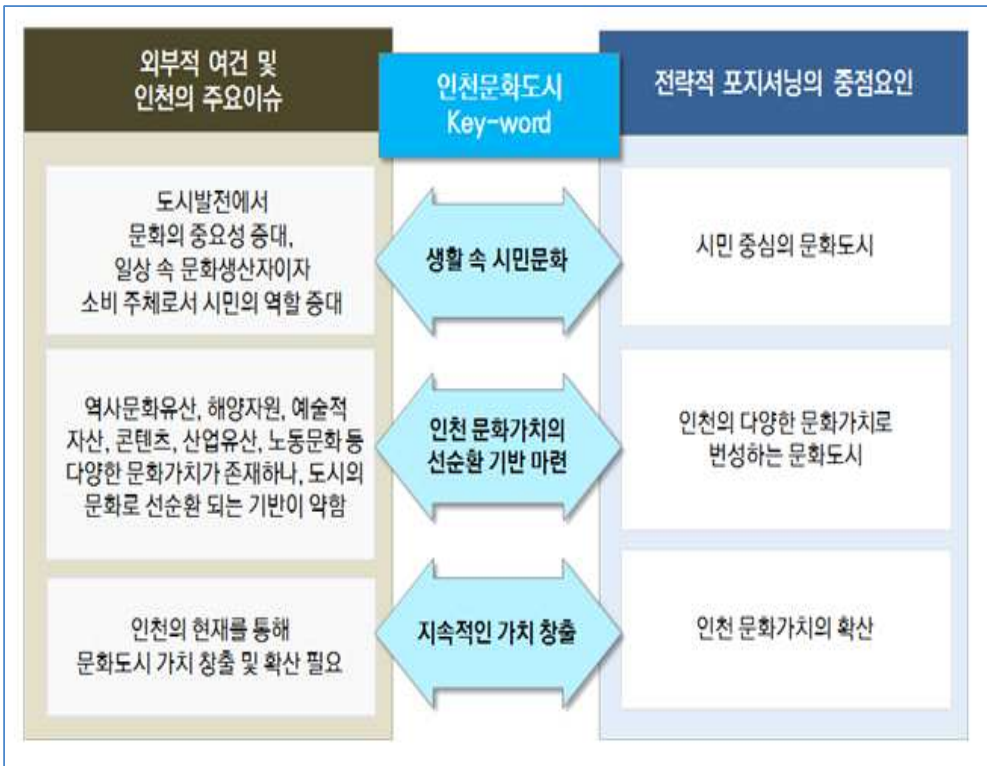 외부적 여건 및
인천의 주요이슈
인천문화도시
Key-word
전략적 포지셔닝의 중점요인
도시발전에서
문화의 중요성 증대,
일상 속 문화생산자이자
소비 주체로서 시민의 역할 증대
생활 속 시민문화
시민 중심의 문화도시
역사문화유산, 해양자원, 예술적
자산, 콘텐츠, 산업유산, 노동문화 등
다양한 문화가치가 존재하나, 도시의
문화로 선순환 되는 기반이 약함
인천 문화가치의
선순환 기반 마련
인천의 다양한 문화가치로
번성하는 문화도시
인천의 현재를 통해
문화도시 가치 창출 및 확산 필요
지속적인 가치 창출
인천 문화가치의 확산